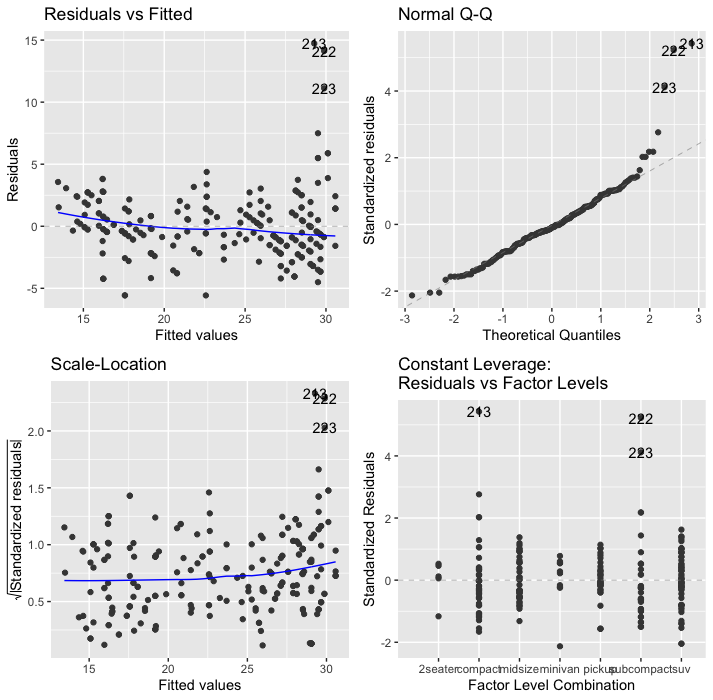 Residuals vs Fitted
Residuals
15
10
5
0
-5
213
222
223
15
20
25
30
Fitted values
Normal Q-Q
Standardized residuals
4
2
0
-2
213
222
223
-3
-2
-1
0
1
2
3
Theoretical Quantiles
Scale-Location
√|Standardized residuals|
2.0
1.5
1.0
0.5
213
222
223
15
20
25
30
Fitted values
Constant Leverage:
Residuals vs Factor Levels
Standardized Residuals
4
2
0
-2
213
222
223
2seater
compact
midsize
minivan
pickup
subcompact
suv
Factor Level Combination